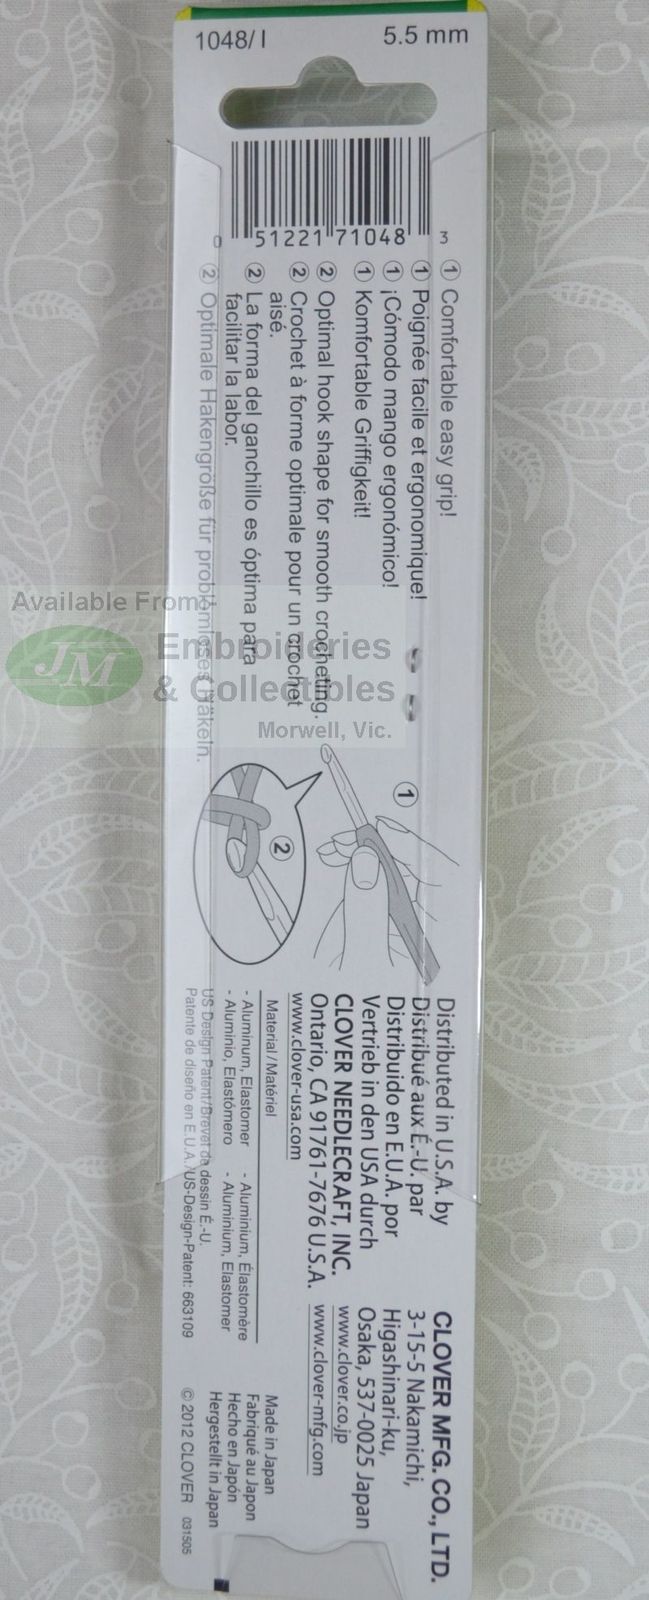 1048/I
5.5 mm
0 51221 71048 3
① Comfortable easy grip!
① Poignée facile et ergonomique!
① ¡Cómodo mango ergonómico!
① Komfortable Griffigkeit!
② Optimal hook shape for smooth crocheting.
② Crochet à forme optimale pour un crochet
aisé.
② La forma del ganchillo es óptima para
facilitar la labor.
② Optimale Hakengröße für problemloses Häkeln.
Available From:
JM
Embroideries
& Collectibles
Morwell, Vic.
①
②
Distributed in U.S.A. by
Distribué aux É.-U. par
Distribuido en E.U.A. por
Vertrieb in den USA durch
CLOVER NEEDLECRAFT, INC.
Ontario, CA 91761-7676 U.S.A.
www.clover-usa.com
CLOVER MFG. CO., LTD.
3-15-5 Nakamichi,
Higashinari-ku,
Osaka, 537-0025 Japan
www.clover.co.jp
www.clover-mfg.com
Material/Matériel
- Aluminum, Elastomer - Aluminium, Élastomère
- Aluminio, Elastómero - Aluminium, Elastomer
US Design Patent/Brevet de dessin É.-U.
Patente de diseño en E.U.A./US-Design-Patent: 663109
Made in Japan
Fabriqué au Japon
Hecho en Japón
Hergestellt in Japan
© 2012 CLOVER 031505